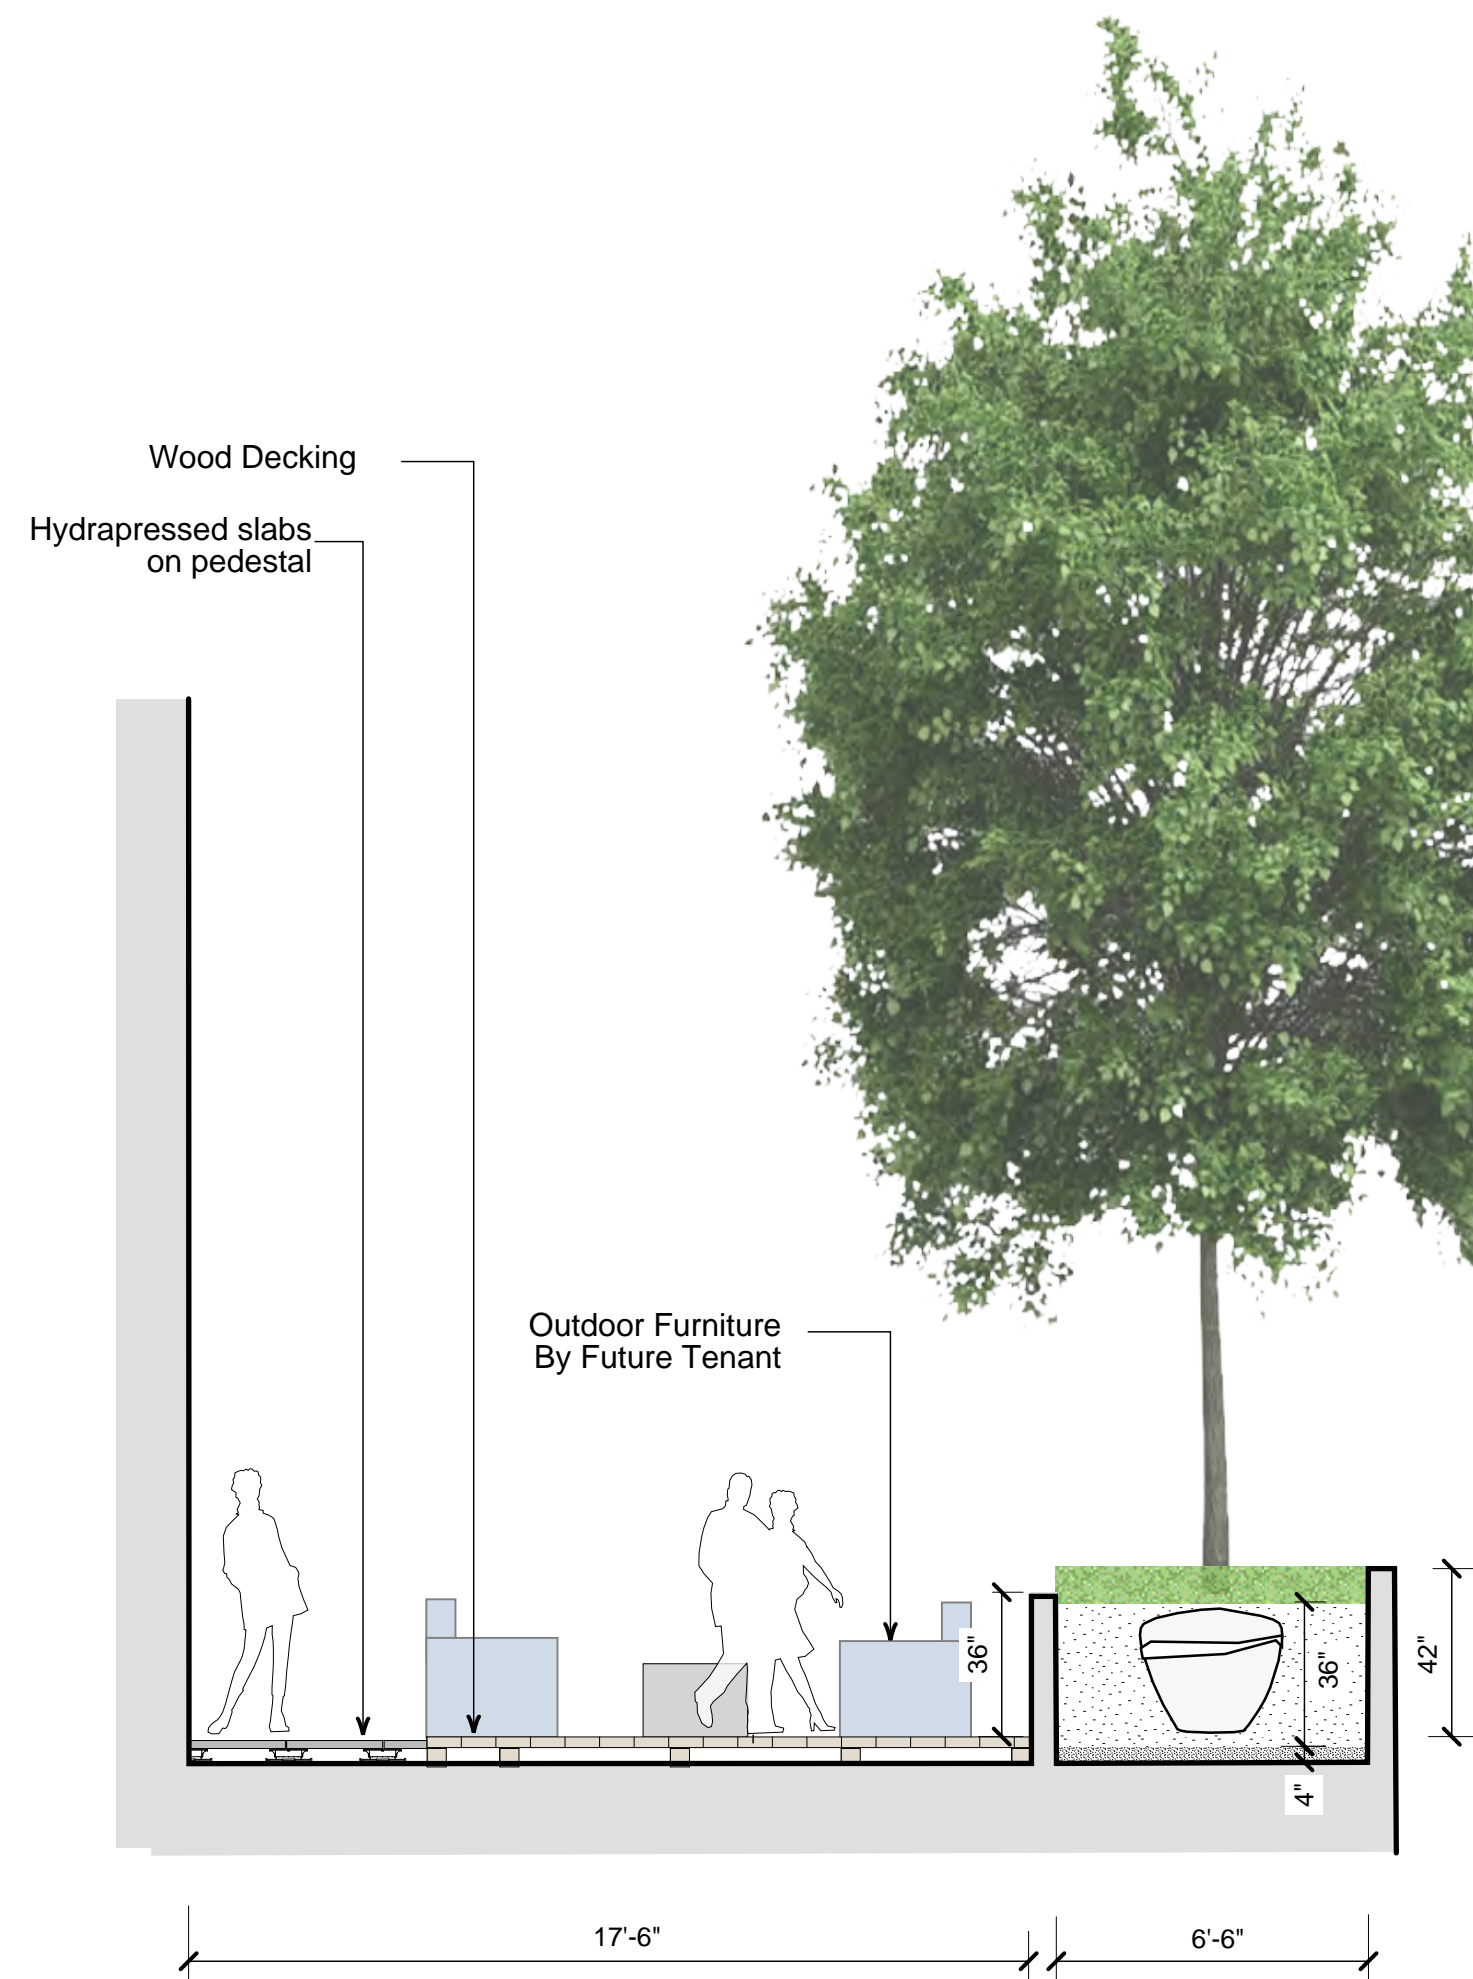 Wood Decking
Hydrapressed slabs
on pedestal
Outdoor Furniture
By Future Tenant
36"
36"
42"
4"
17'-6"
6'-6"